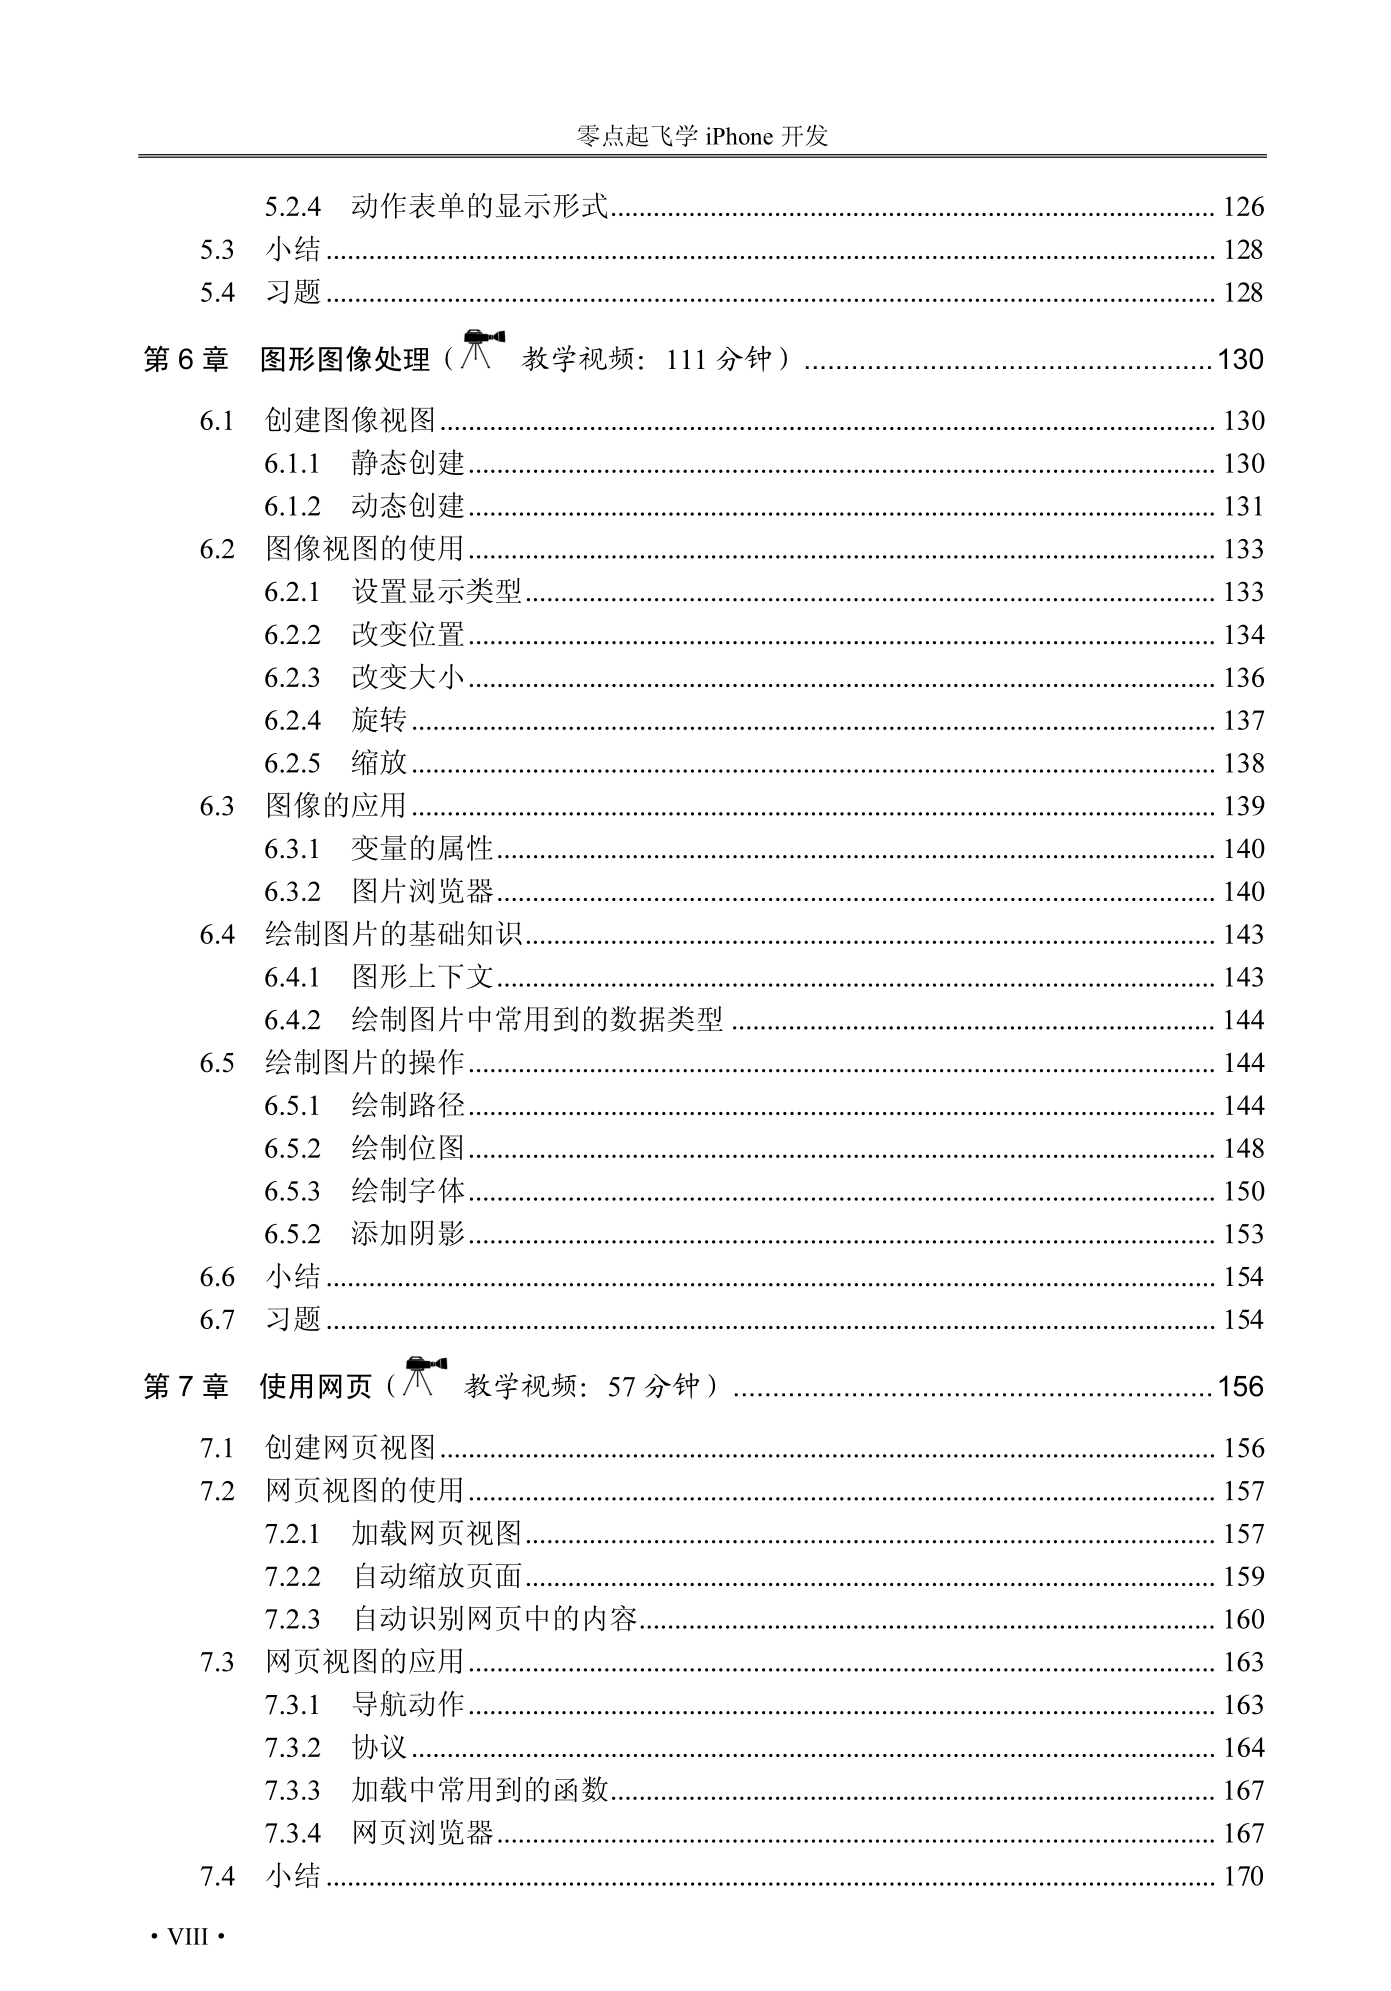 零点起飞学 iPhone 开发
5.2.4 动作表单的显示形式 126
5.3 小结 128
5.4 习题 128
第 6 章 图形图像处理（ 教学视频：111 分钟） 130
6.1 创建图像视图 130
6.1.1 静态创建 130
6.1.2 动态创建 131
6.2 图像视图的使用 133
6.2.1 设置显示类型 133
6.2.2 改变位置 134
6.2.3 改变大小 136
6.2.4 旋转 137
6.2.5 缩放 138
6.3 图像的应用 139
6.3.1 变量的属性 140
6.3.2 图片浏览器 140
6.4 绘制图片的基础知识 143
6.4.1 图形上下文 143
6.4.2 绘制图片中常用到的数据类型 144
6.5 绘制图片的操作 144
6.5.1 绘制路径 144
6.5.2 绘制位图 148
6.5.3 绘制字体 150
6.5.2 添加阴影 153
6.6 小结 154
6.7 习题 154
第 7 章 使用网页（ 教学视频：57 分钟） 156
7.1 创建网页视图 156
7.2 网页视图的使用 157
7.2.1 加载网页视图 157
7.2.2 自动缩放页面 159
7.2.3 自动识别网页中的内容 160
7.3 网页视图的应用 163
7.3.1 导航动作 163
7.3.2 协议 164
7.3.3 加载中常用到的函数 167
7.3.4 网页浏览器 167
7.4 小结 170
· VIII ·